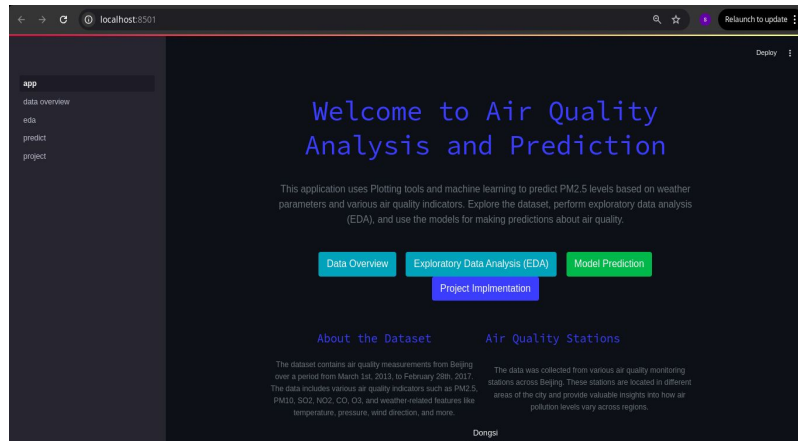 localhost:8501
Relaunch to update
Deploy
app
data overview
eda
predict
project
Welcome to Air Quality
Analysis and Prediction
This application uses Plotting tools and machine learning to predict PM2.5 levels based on weather
parameters and various air quality indicators. Explore the dataset, perform exploratory data analysis
(EDA), and use the models for making predictions about air quality.
Data Overview
Exploratory Data Analysis (EDA)
Model Prediction
Project Implmentation
About the Dataset
The dataset contains air quality measurements from Beijing
over a period from March 1st, 2013, to February 28th, 2017.
The data includes various air quality indicators such as PM2.5,
PM10, SO2, NO2, CO, O3, and weather-related features like
temperature, pressure, wind direction, and more.
Air Quality Stations
The data was collected from various air quality monitoring
stations across Beijing. These stations are located in different
areas of the city and provide valuable insights into how air
pollution levels vary across regions.
Dongsi